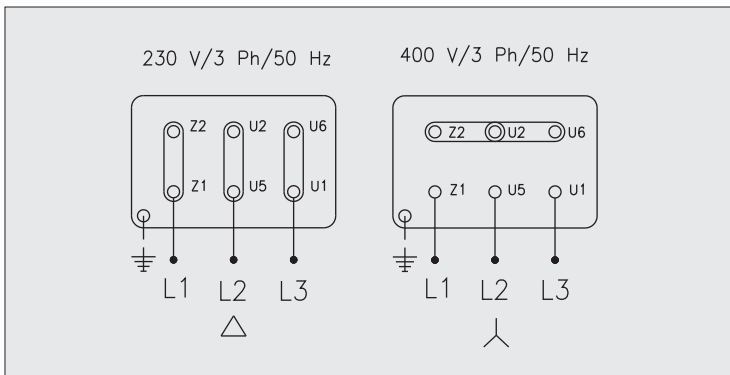 230 V/3 Ph/50 Hz
Z2 U2 U6
Z1 U5 U1
L1 L2 L3
400 V/3 Ph/50 Hz
Z2 U2 U6
Z1 U5 U1
L1 L2 L3